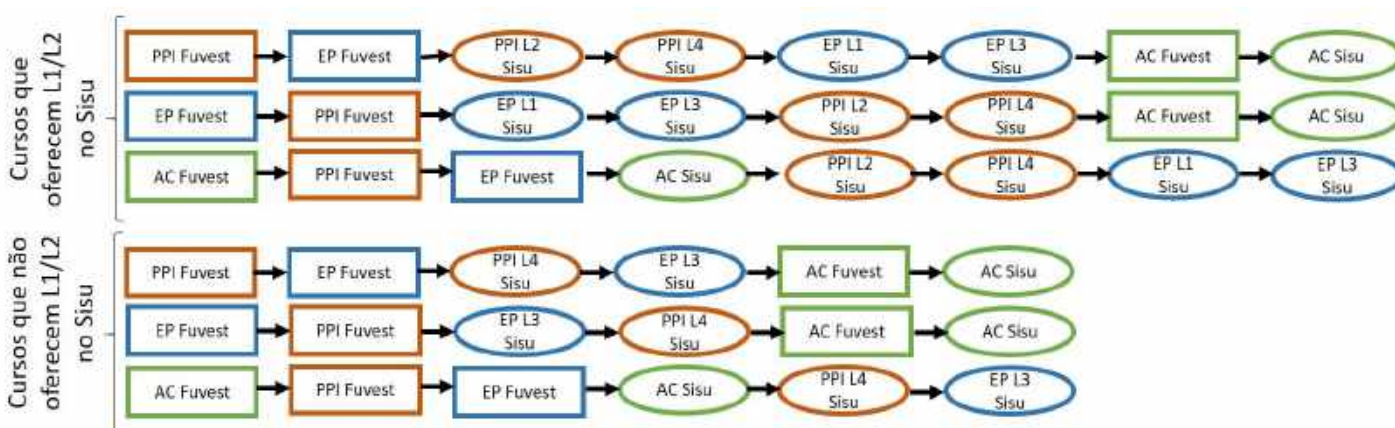 Cursos que
oferecem L1/L2
no Sisu
PPI Fuvest
EP Fuvest
PPI L2
Sisu
PPI L4
Sisu
EP L1
Sisu
EP L3
Sisu
AC Fuvest
AC Sisu
EP Fuvest
PPI Fuvest
EP L1
Sisu
EP L3
Sisu
PPI L2
Sisu
PPI L4
Sisu
AC Fuvest
AC Sisu
AC Fuvest
PPI Fuvest
EP Fuvest
AC Sisu
PPI L2
Sisu
PPI L4
Sisu
EP L1
Sisu
EP L3
Sisu
Cursos que não
oferecem L1/L2
no Sisu
PPI Fuvest
EP Fuvest
PPI L4
Sisu
EP L3
Sisu
AC Fuvest
AC Sisu
EP Fuvest
PPI Fuvest
EP L3
Sisu
PPI L4
Sisu
AC Fuvest
AC Sisu
AC Fuvest
PPI Fuvest
EP Fuvest
AC Sisu
PPI L4
Sisu
EP L3
Sisu